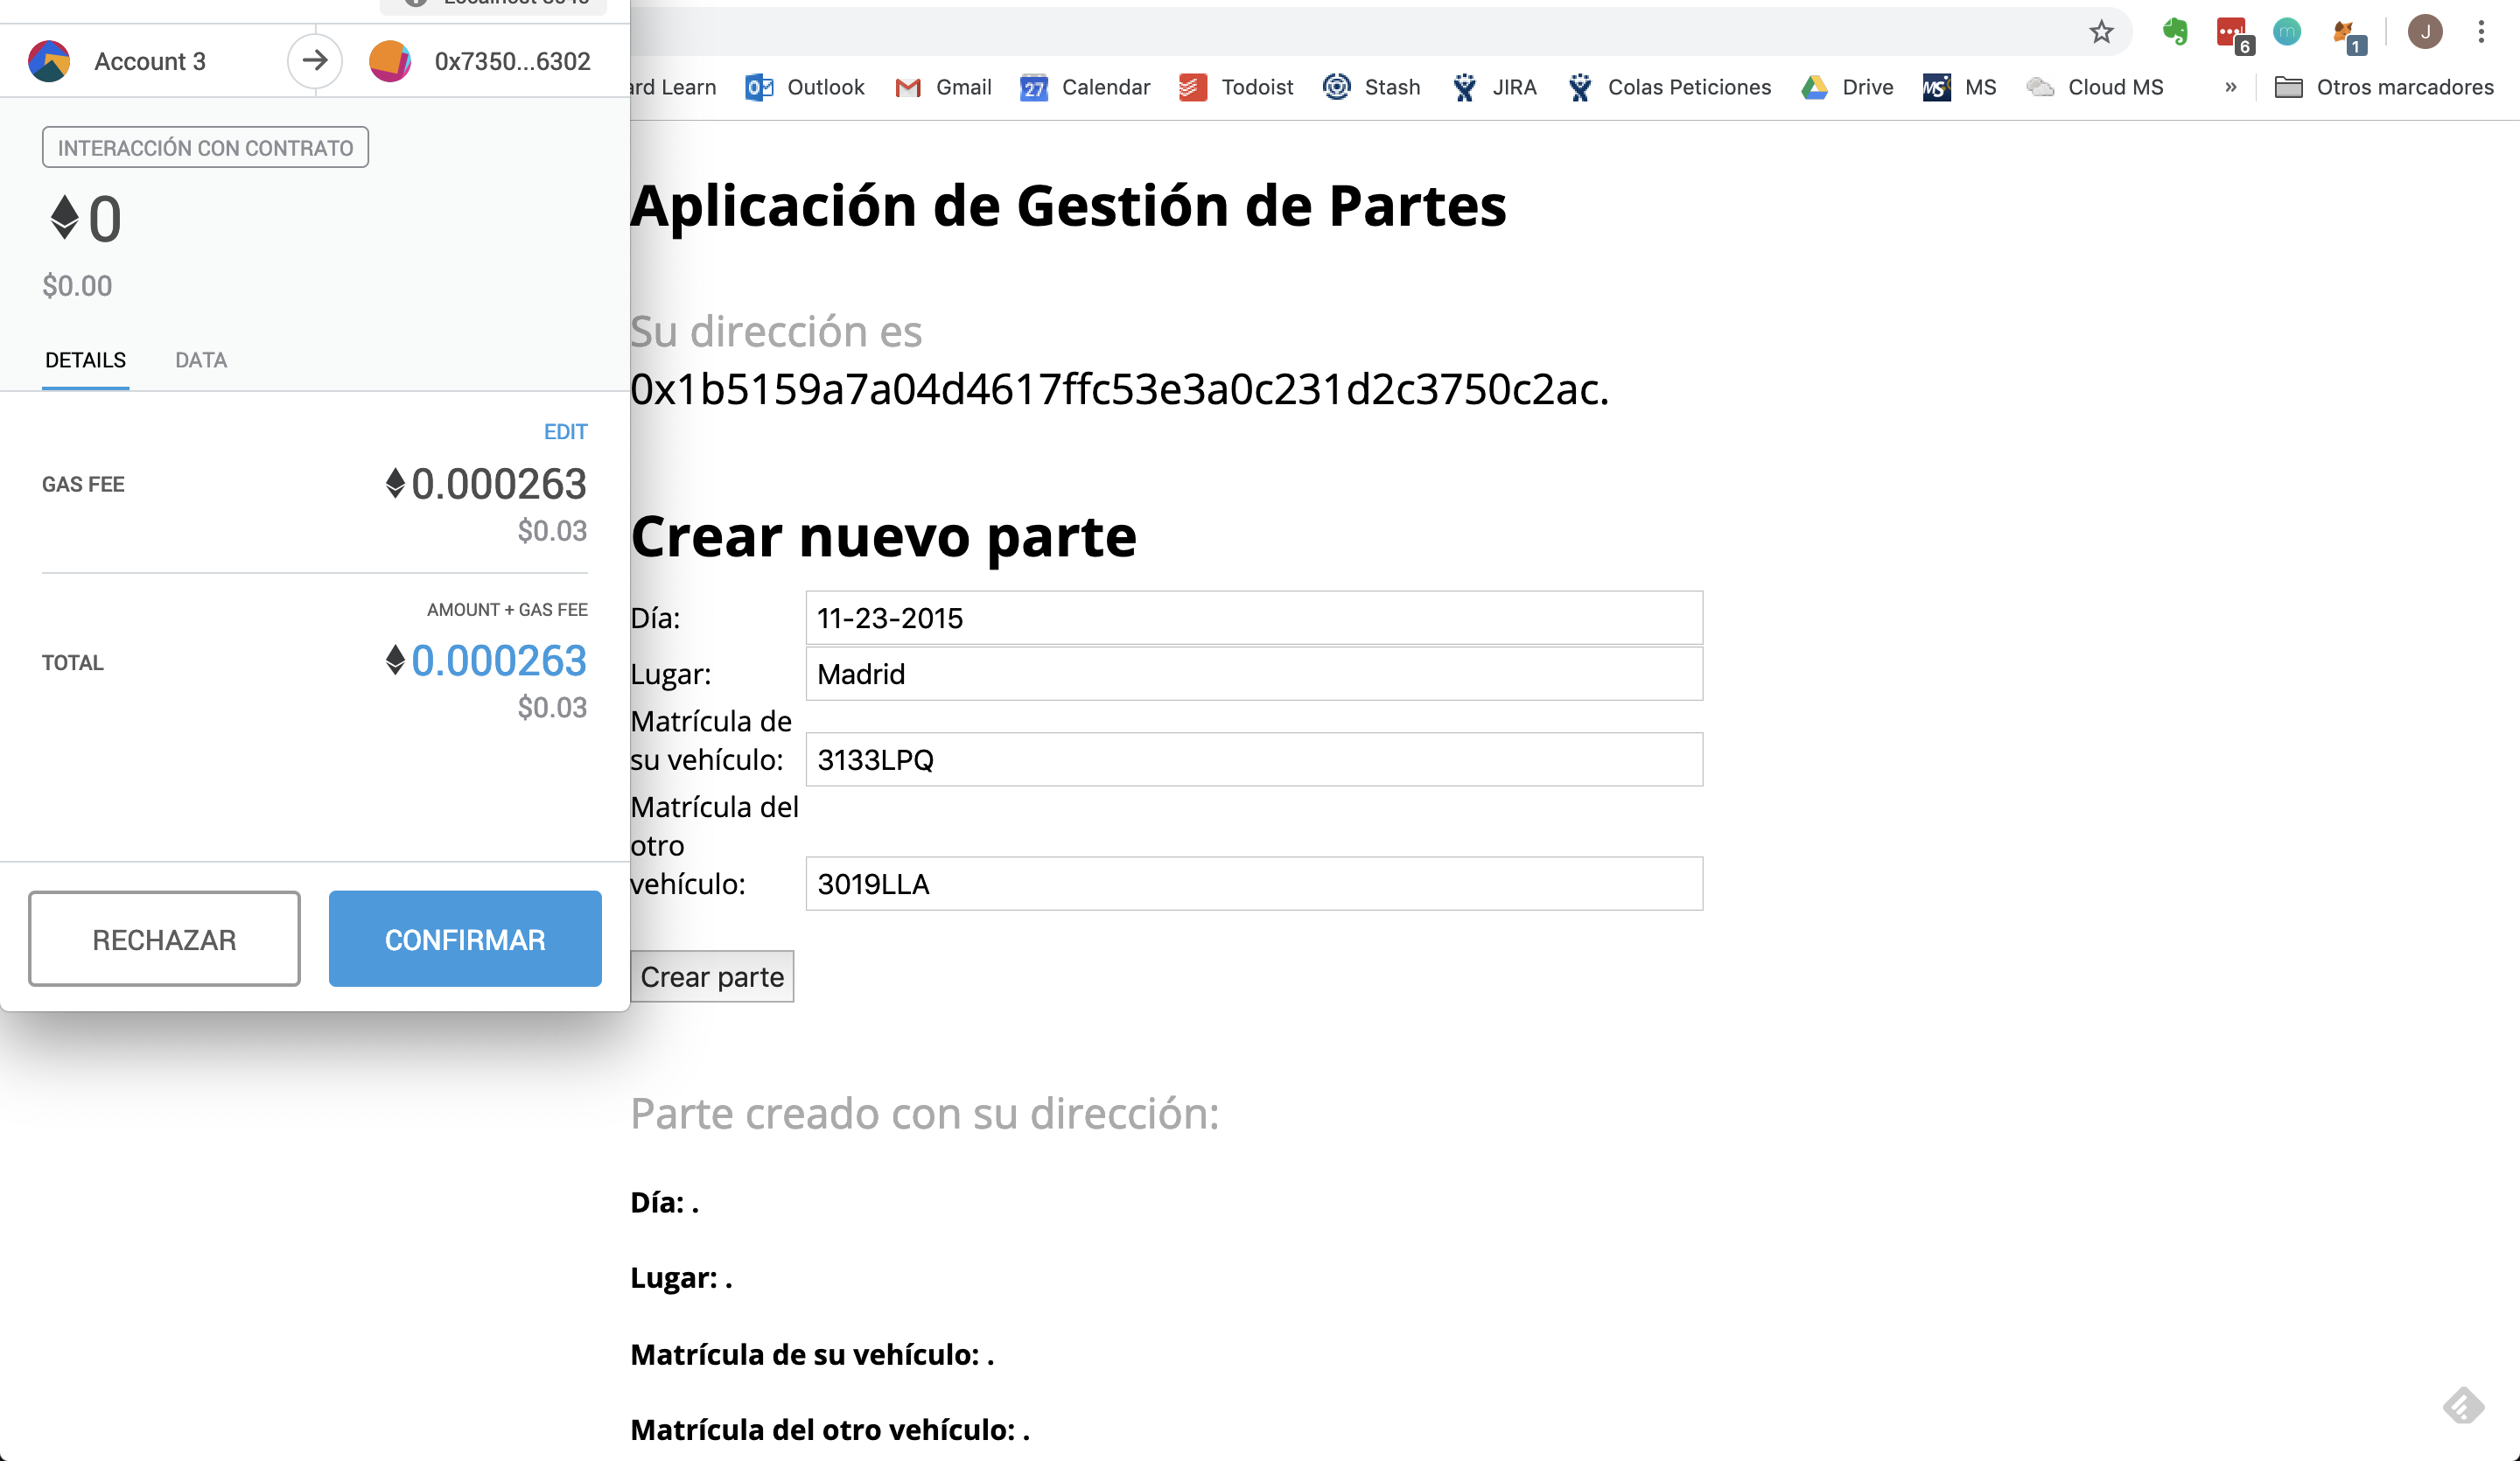 Account 3
0x7350...6302
INTERACCIÓN CON CONTRATO
0
$0.00
DETAILS DATA
EDIT
GAS FEE 0.000263
$0.03
AMOUNT + GAS FEE
TOTAL 0.000263
$0.03
RECHAZAR CONFIRMAR
6 m 1 J
ard Learn Outlook Gmail 27 Calendar Todoist Stash JIRA Colas Peticiones Drive MS MS Cloud MS » Otros marcadores
Aplicación de Gestión de Partes
Su dirección es
0x1b5159a7a04d4617ffc53e3a0c231d2c3750c2ac.
Crear nuevo parte
Día: 11-23-2015
Lugar: Madrid
Matrícula de
su vehículo: 3133LPQ
Matrícula del
otro
vehículo: 3019LLA
Crear parte
Parte creado con su dirección:
Día: .
Lugar: .
Matrícula de su vehículo: .
Matrícula del otro vehículo: .